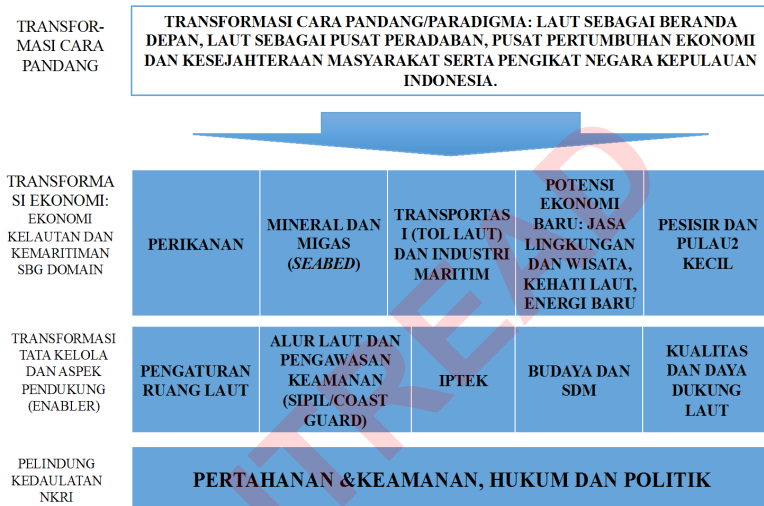 TRANSFOR-
MASI CARA
PANDANG
TRANSFORMASI CARA PANDANG/PARADIGMA: LAUT SEBAGAI BERANDA
DEPAN, LAUT SEBAGAI PUSAT PERADABAN, PUSAT PERTUMBUHAN EKONOMI
DAN KESEJAHTERAAN MASYARAKAT SERTA PENGIKAT NEGARA KEPULAUAN
INDONESIA.
TRANSFORMA
SI EKONOMI:
EKONOMI
KELAUTAN DAN
KEMARITIMAN
SBG DOMAIN
PERIKANAN
MINERAL DAN
MIGAS
(SEABED)
TRANSPORTAS
I (TOL LAUT)
DAN INDUSTRI
MARITIM
POTENSI
EKONOMI
BARU: JASA
LINGKUNGAN
DAN WISATA,
KEHATI LAUT,
ENERGI BARU
PESISIR DAN
PULAU2
KECIL
TRANSFORMASI
TATA KELOLA
DAN ASPEK
PENDUKUNG
(ENABLER)
PENGATURAN
RUANG LAUT
ALUR LAUT DAN
PENGAWASAN
KEAMANAN
(SIPIL/COAST
GUARD)
IPTEK
BUDAYA DAN
SDM
KUALITAS
DAN DAYA
DUKUNG
LAUT
PELINDUNG
KEDAULATAN
NKRI
PERTAHANAN &KEAMANAN, HUKUM DAN POLITIK